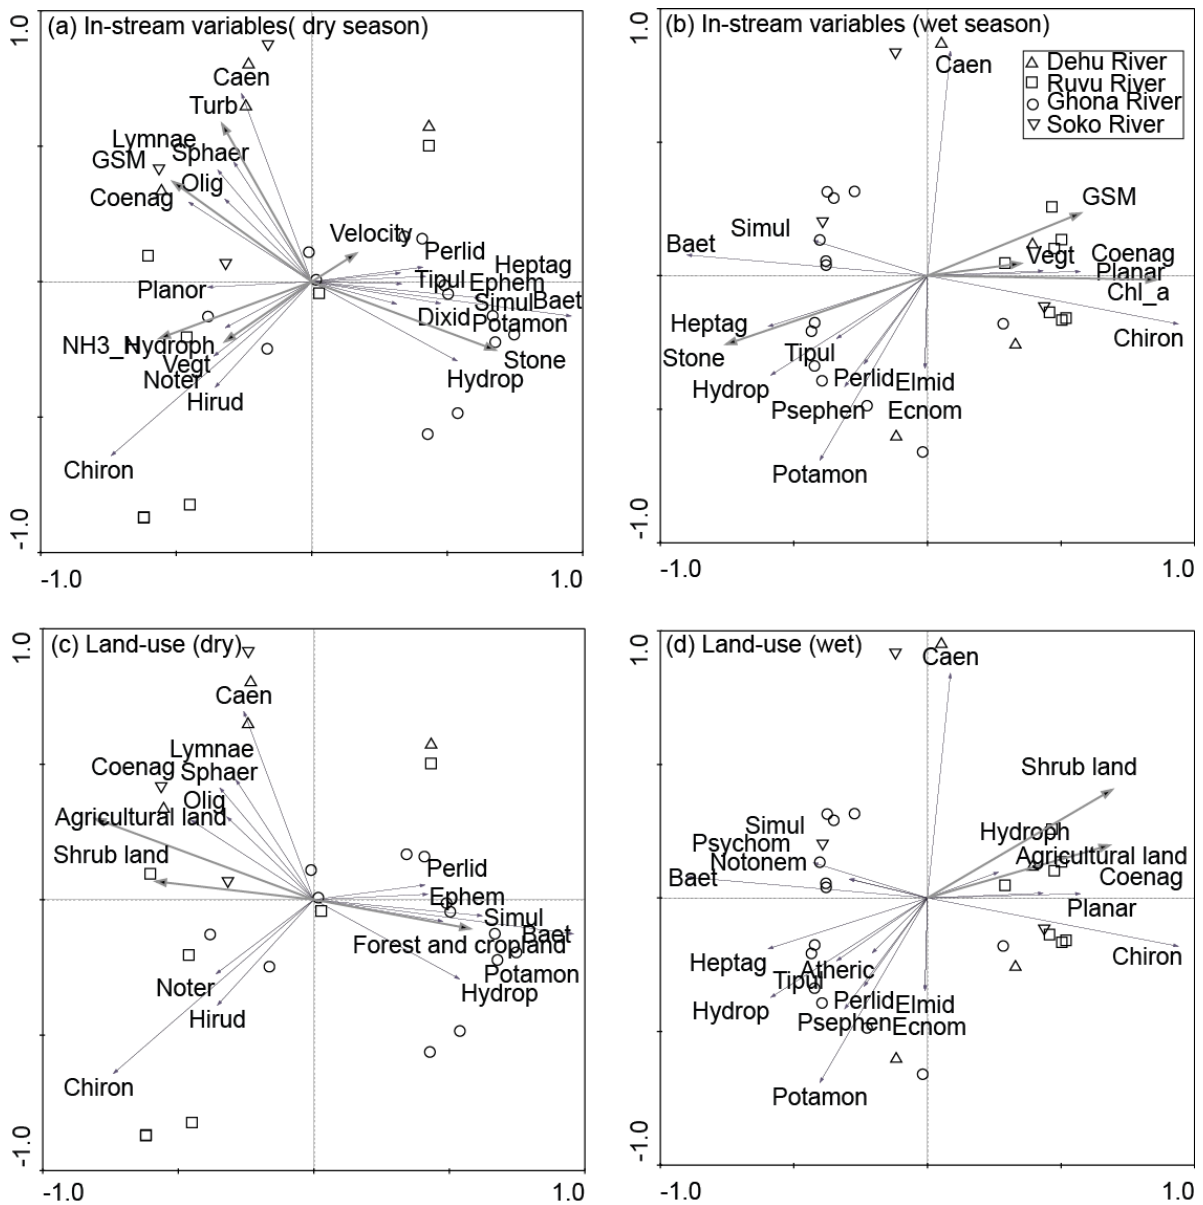 (a) In-stream variables( dry season)
1.0
Caen
Turb
Lymnae
GSM
Sphaer
Olig
Coenag
Velocity
Perlid
Heptag
Tipul
Ephem
Planor
Simul
Baet
Dixid
Potamon
NH3_N
Hydroph
Stone
Vegt
Noter
Hydrop
Hirud
Chiron
-1.0
-1.0
1.0
(b) In-stream variables (wet season)
1.0
Caen
Dehu River
Ruvu River
Ghona River
Soko River
GSM
Simul
Baet
Vegt
Coenag
Planar
Chl_a
Heptag
Chiron
Stone
Tipul
Hydrop
Perlid
Elmid
Psephen
Ecnom
Potamon
-1.0
-1.0
1.0
(c) Land-use (dry)
1.0
Caen
Lymnae
Coenag
Sphaer
Olig
Agricultural land
Shrub land
Perlid
Ephem
Simul
Baet
Forest and cropland
Potamon
Noter
Hydrop
Hirud
Chiron
-1.0
-1.0
1.0
(d) Land-use (wet)
1.0
Caen
Shrub land
Simul
Hydroph
Psychom
Notonem
Agricultural land
Baet
Coenag
Planar
Heptag
Chiron
Atheric
Tipul
Hydrop
Perlid
Elmid
Psephen
Ecnom
Potamon
-1.0
-1.0
1.0